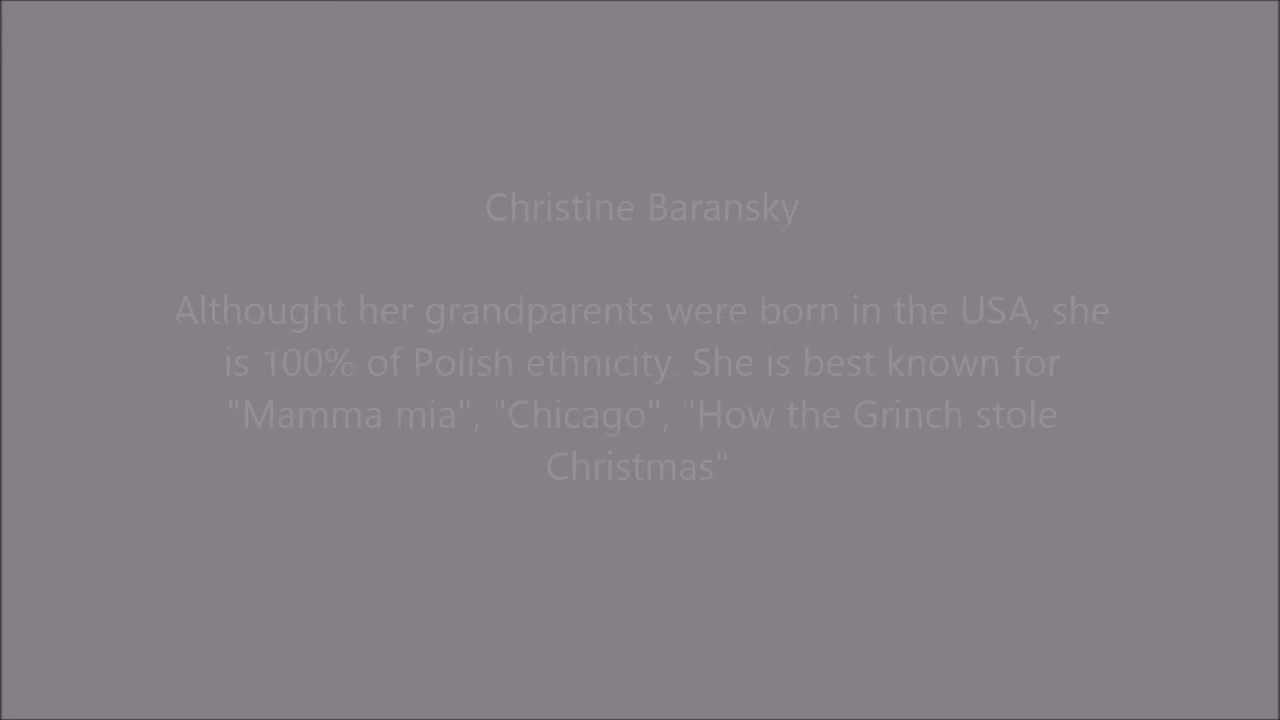 Christine Baransky
Althought her grandparents were born in the USA, she
is 100% of Polish ethnicity. She is best known for
"Mamma mia", "Chicago", "How the Grinch stole
Christmas".